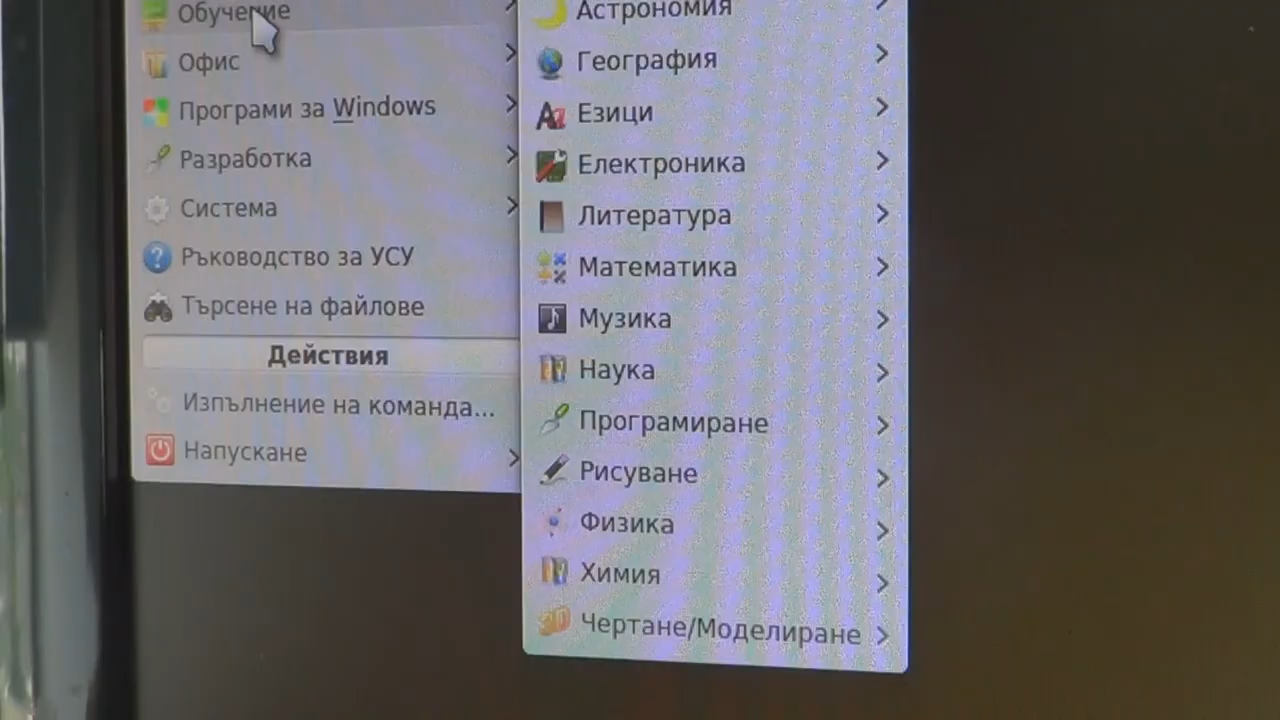 Обучение
Офис
Програми за Windows
Разработка
Система
Ръководство за УСУ
Търсене на файлове
Действия
Изпълнение на команда...
Напускане
Астрономия
География
Езици
Електроника
Литература
Математика
Музика
Наука
Програмиране
Рисуване
Физика
Химия
Чертане/Моделиране